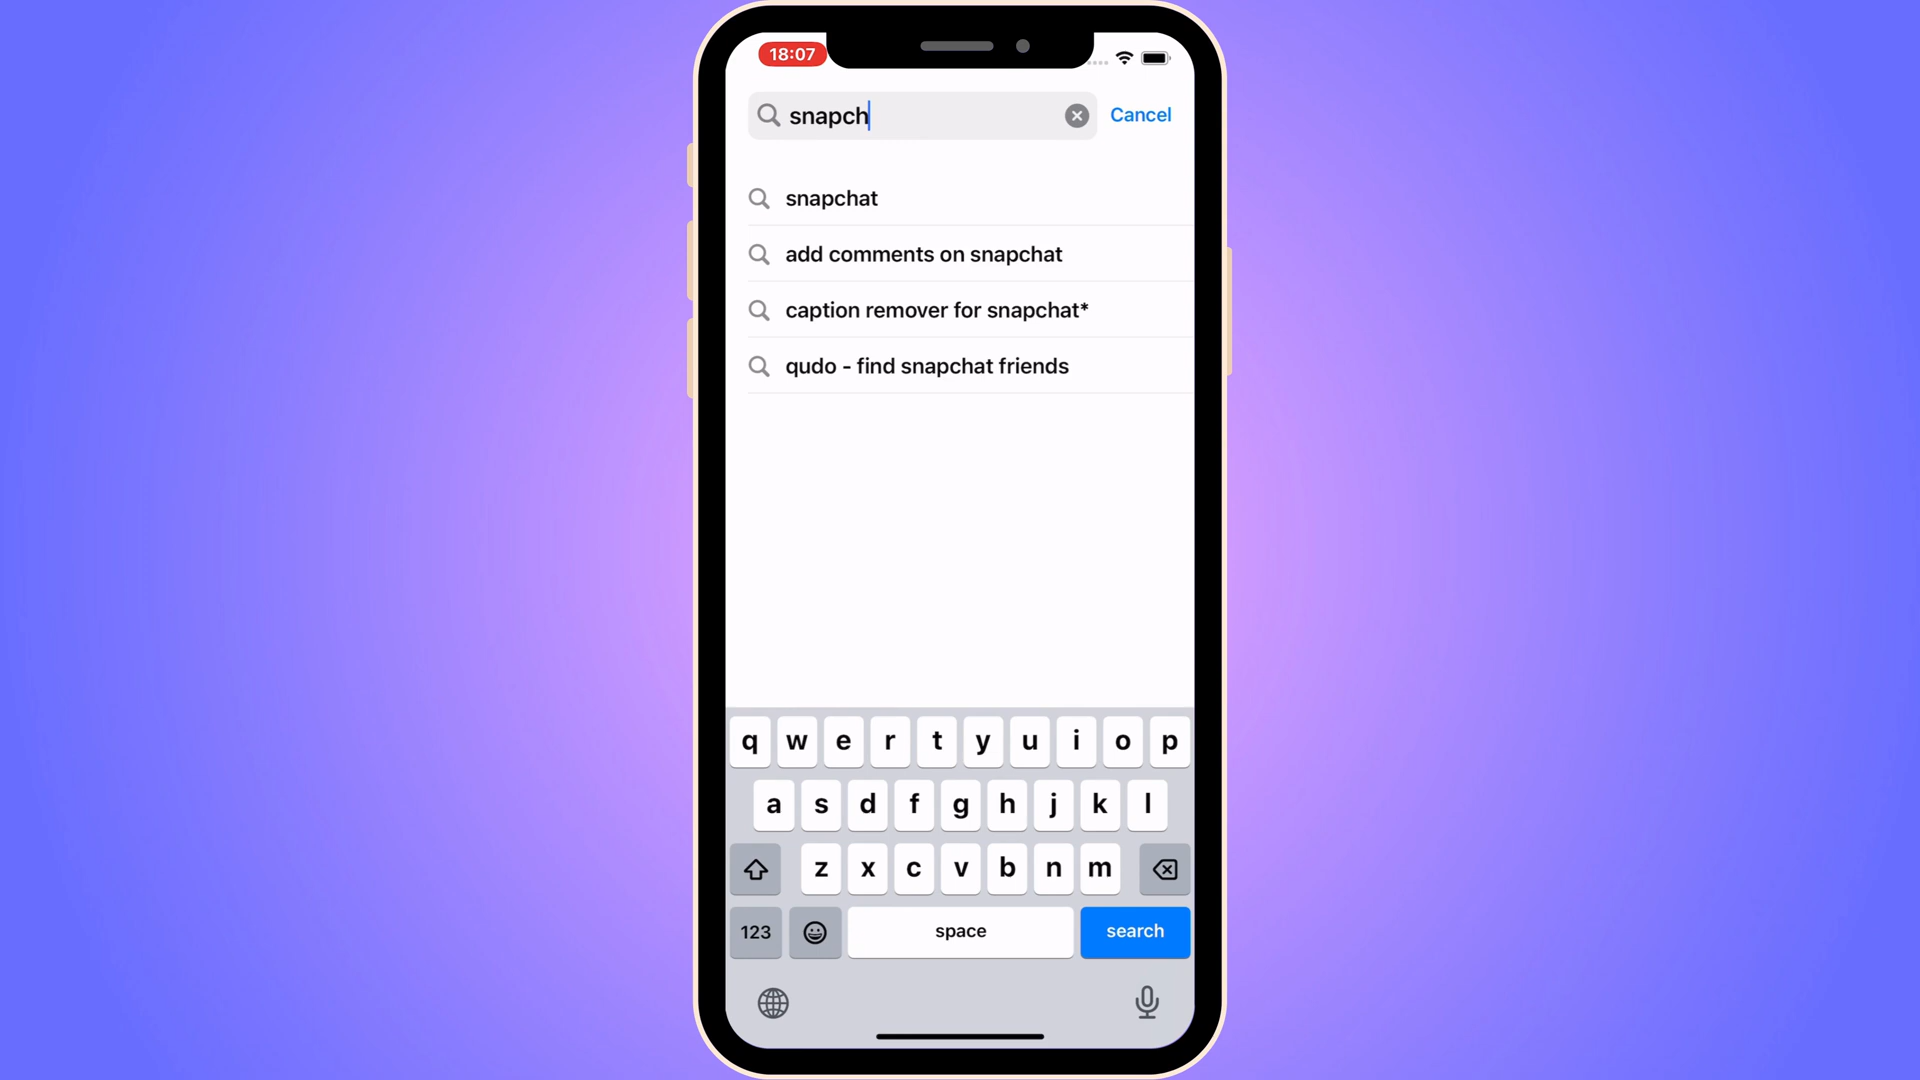 18:07
snapch Cancel
snapchat
add comments on snapchat
caption remover for snapchat*
qudo - find snapchat friends
q w e r t y u i o p
a s d f g h j k l
z x c v b n m
123 space search